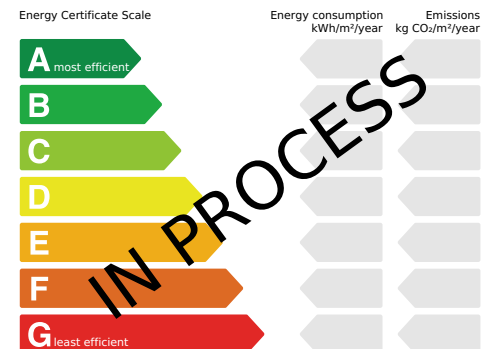 Energy Certificate Scale
Energy consumption
kWh/m²/year
Emissions
kg CO₂/m²/year
A most efficient
B
C
D
E
F
G least efficient
IN PROCESS